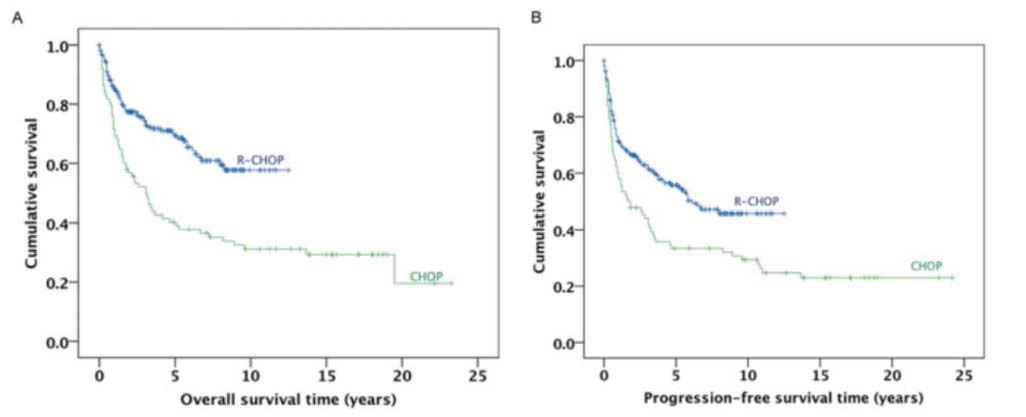 A
Cumulative survival
1.0
0.8
0.6
0.4
0.2
0.0
R-CHOP
CHOP
0 5 10 15 20 25
Overall survival time (years)
B
Cumulative survival
1.0
0.8
0.6
0.4
0.2
0.0
R-CHOP
CHOP
0 5 10 15 20 25
Progression-free survival time (years)